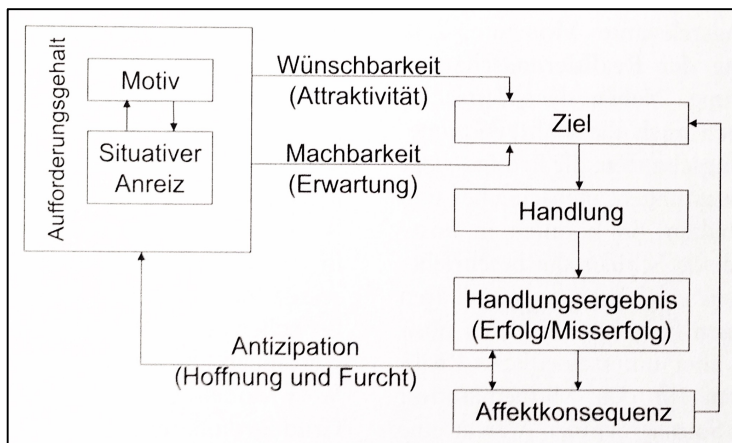 Aufforderungsgehalt
Motiv
Situativer
Anreiz
Wünschbarkeit
(Attraktivität)
Machbarkeit
(Erwartung)
Ziel
Handlung
Handlungsergebnis
(Erfolg/Misserfolg)
Antizipation
(Hoffnung und Furcht)
Affektkonsequenz